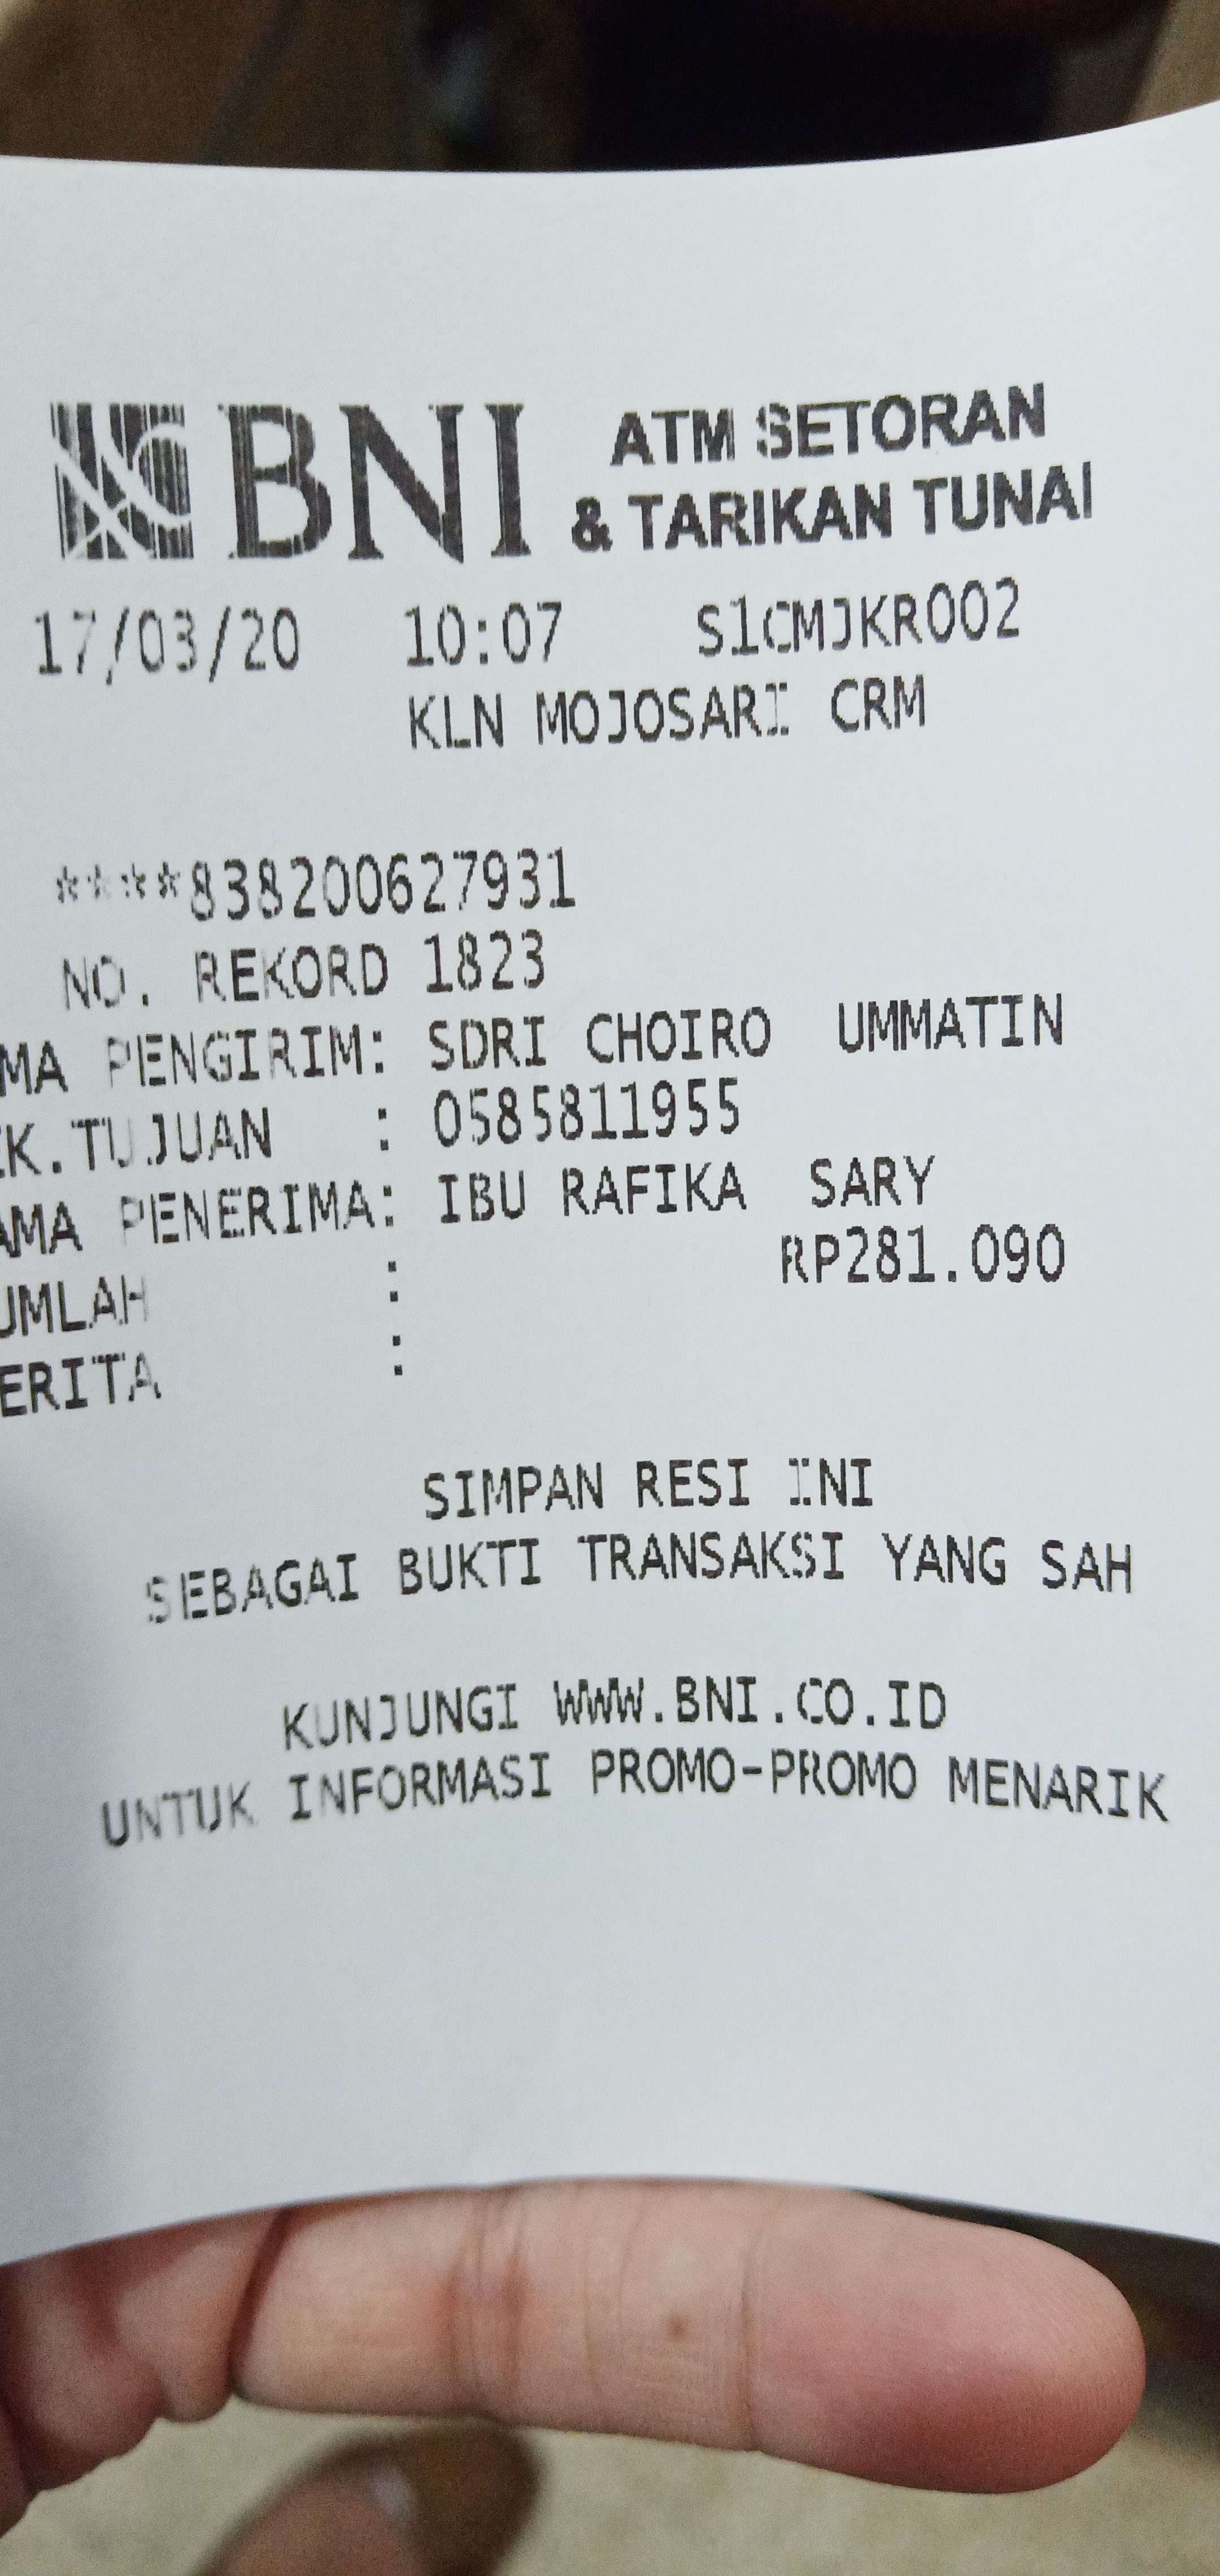 BNI ATM SETORAN
& TARIKAN TUNAI
17/03/20 10:07 S1CMJKR002
KLN MOJOSARI CRM
****838200627931
NO. REKORD 1823
MA PENGIRIM: SDRI CHOIRO UMMATIN
K.TUJUAN : 0585811955
AMA PENERIMA: IBU RAFIKA SARY
UMLAH : RP281.090
ERITA :
SIMPAN RESI INI
SEBAGAI BUKTI TRANSAKSI YANG SAH
KUNJUNGI WWW.BNI.CO.ID
UNTUK INFORMASI PROMO-PROMO MENARIK